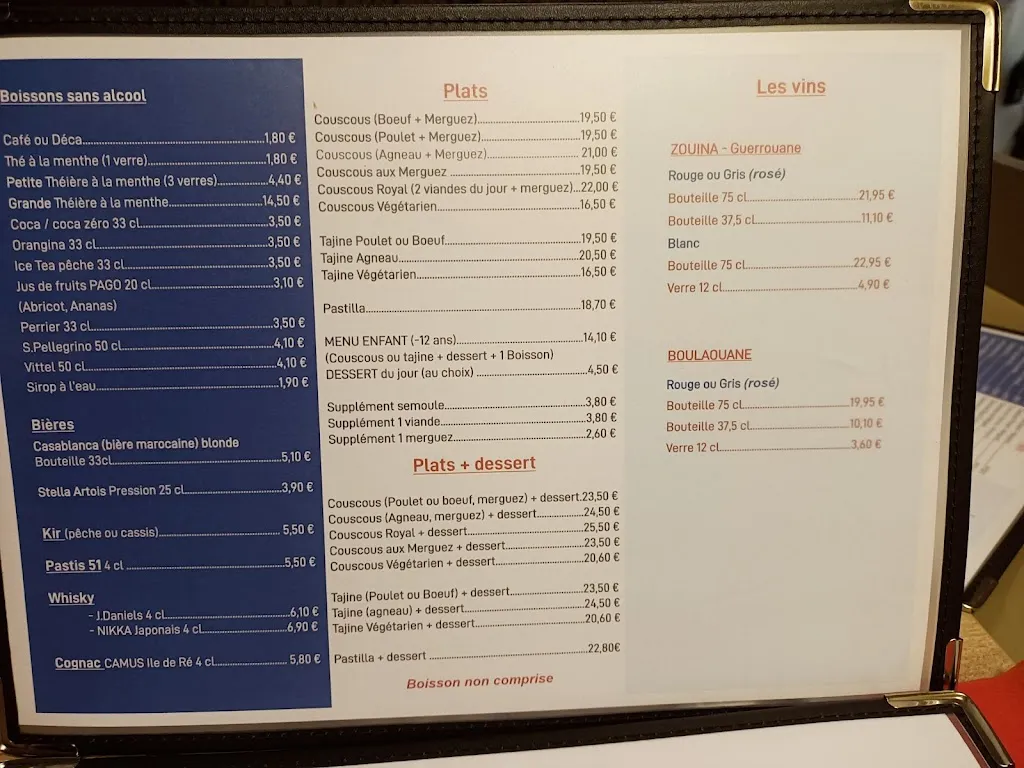 Boissons sans alcool
Café ou Déca.....1,80 €
Thé à la menthe (1 verre).....1,80 €
Petite Théière à la menthe (3 verres).....4,40 €
Grande Théière à la menthe.....14,50 €
Coca / coca zéro 33 cl.....3,50 €
Orangina 33 cl.....3,50 €
Ice Tea pêche 33 cl.....3,50 €
Jus de fruits PAGO 20 cl.....3,10 €
(Abricot, Ananas)
Perrier 33 cl.....3,50 €
S.Pellegrino 50 cl.....4,10 €
Vittel 50 cl.....4,10 €
Sirop à l'eau.....1,90 €
Bières
Casablanca (bière marocaine) blonde
Bouteille 33cl.....5,10 €
Stella Artois Pression 25 cl.....3,90 €
Kir (pêche ou cassis).....5,50 €
Pastis 51 4 cl.....5,50 €
Whisky
- J.Daniels 4 cl.....6,10 €
- NIKKA Japonais 4 cl.....6,90 €
Cognac CAMUS Ile de Ré 4 cl.....5,80 €
Plats
Couscous (Boeuf + Merguez).....19,50 €
Couscous (Poulet + Merguez).....19,50 €
Couscous (Agneau + Merguez).....21,00 €
Couscous aux Merguez.....19,50 €
Couscous Royal (2 viandes du jour + merguez)...22,00 €
Couscous Végétarien.....16,50 €
Tajine Poulet ou Boeuf.....19,50 €
Tajine Agneau.....20,50 €
Tajine Végétarien.....16,50 €
Pastilla.....18,70 €
MENU ENFANT (-12 ans).....14,10 €
(Couscous ou tajine + dessert + 1 Boisson)
DESSERT du jour (au choix).....4,50 €
Supplément semoule.....3,80 €
Supplément 1 viande.....3,80 €
Supplément 1 merguez.....2,60 €
Plats + dessert
Couscous (Poulet ou boeuf, merguez) + dessert.23,50 €
Couscous (Agneau, merguez) + dessert.....24,50 €
Couscous Royal + dessert.....25,50 €
Couscous aux Merguez + dessert.....23,50 €
Couscous Végétarien + dessert.....20,60 €
Tajine (Poulet ou Boeuf) + dessert.....23,50 €
Tajine (agneau) + dessert.....24,50 €
Tajine Végétarien + dessert.....20,60 €
Pastilla + dessert.....22,80€
Boisson non comprise
Les vins
ZOUINA - Guerrouane
Rouge ou Gris (rosé)
Bouteille 75 cl.....21,95 €
Bouteille 37,5 cl.....11,10 €
Blanc
Bouteille 75 cl.....22,95 €
Verre 12 cl.....4,90 €
BOULAOUANE
Rouge ou Gris (rosé)
Bouteille 75 cl.....19,95 €
Bouteille 37,5 cl.....10,10 €
Verre 12 cl.....3,60 €